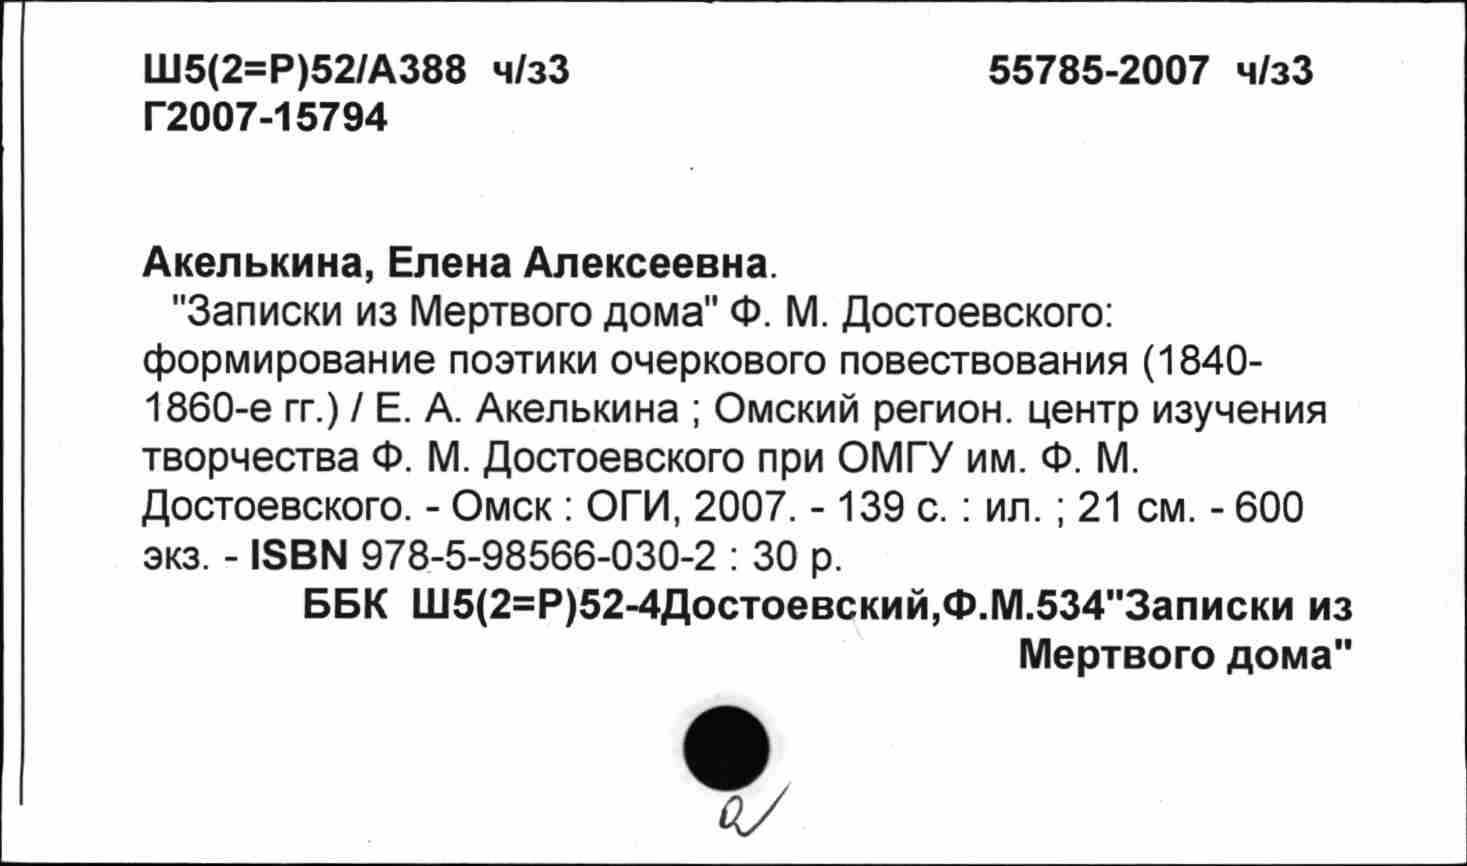 Ш5(2=Р)52/А388 ч/з3 55785-2007 ч/з3
Г2007-15794
Акелькина, Елена Алексеевна.
"Записки из Мертвого дома" Ф. М. Достоевского:
формирование поэтики очеркового повествования (1840-
1860-е гг.) / Е. А. Акелькина ; Омский регион. центр изучения
творчества Ф. М. Достоевского при ОМГУ им. Ф. М.
Достоевского. - Омск : ОГИ, 2007. - 139 с. : ил. ; 21 см. - 600
экз. - ISBN 978-5-98566-030-2 : 30 р.
ББК Ш5(2=Р)52-4Достоевский,Ф.М.534"Записки из
Мертвого дома"